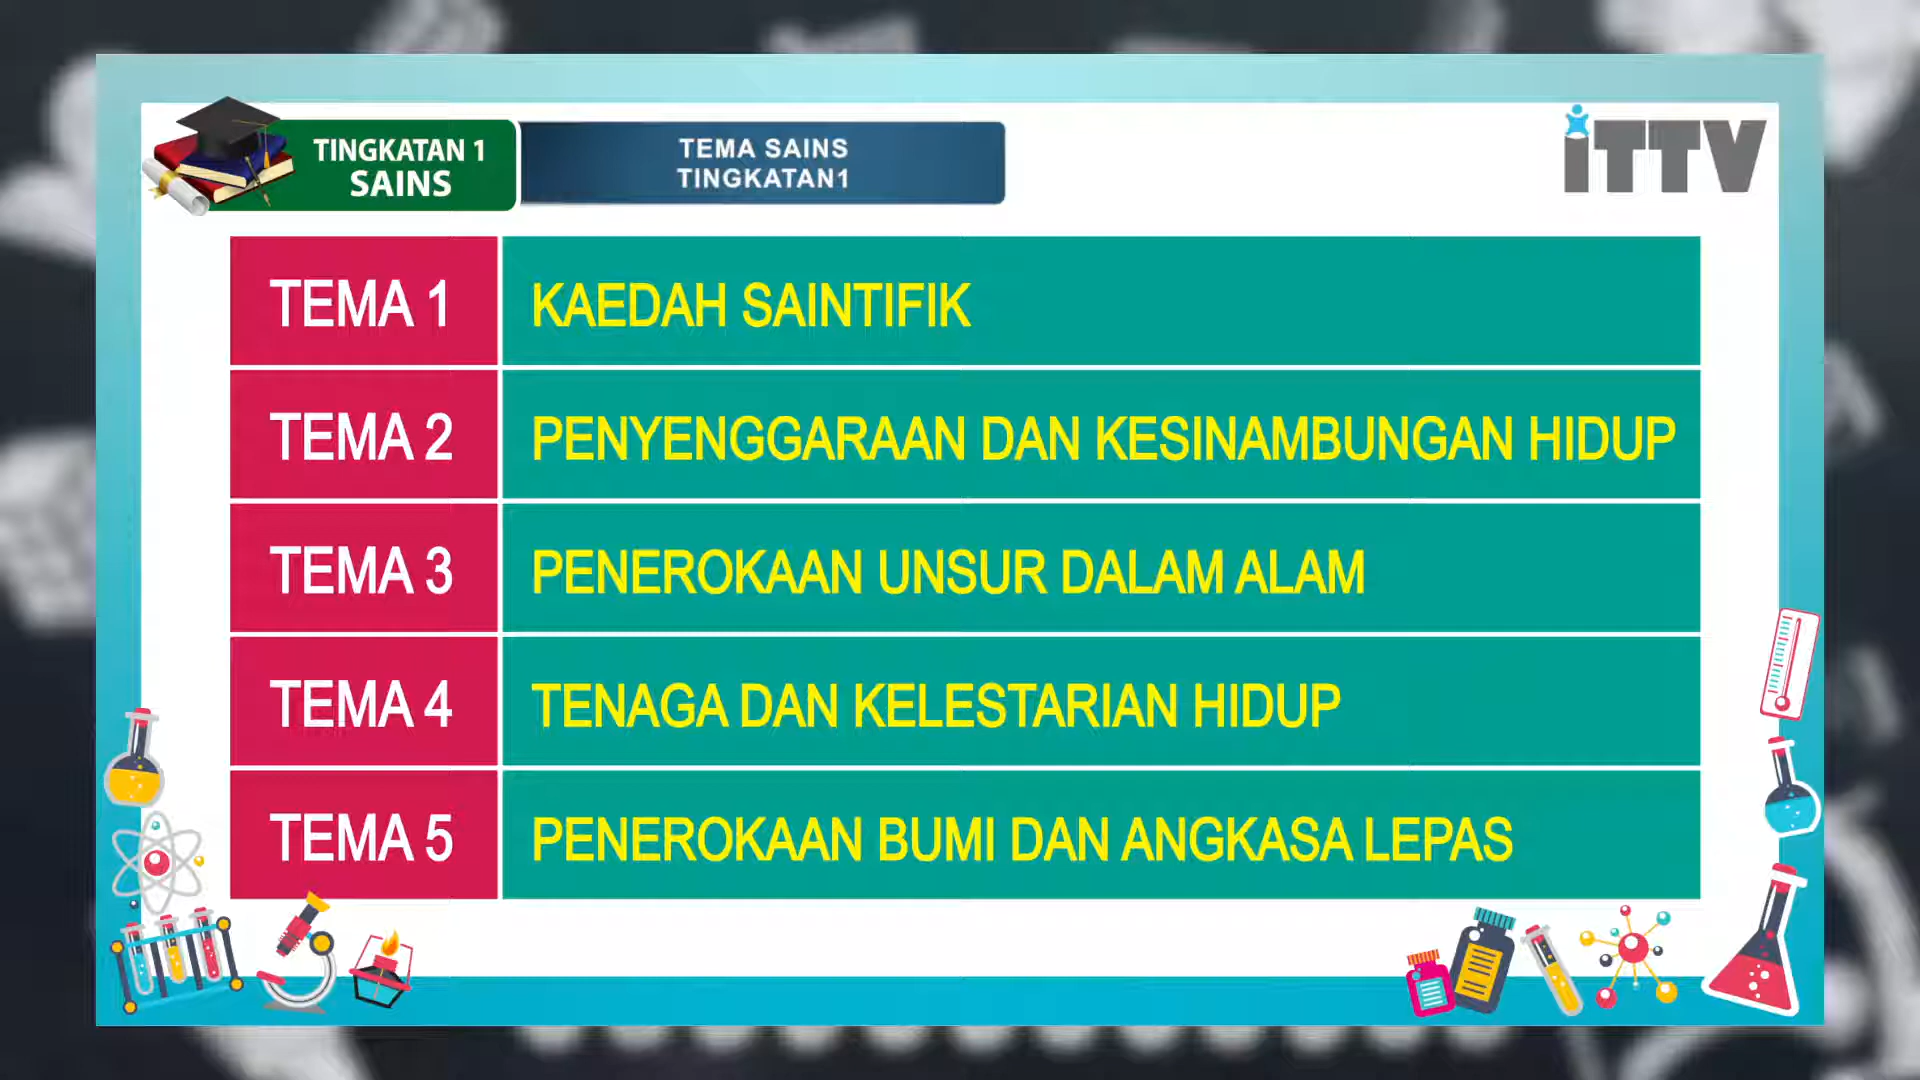 TINGKATAN 1
SAINS
TEMA SAINS
TINGKATAN1
iTTV
TEMA 1
KAEDAH SAINTIFIK
TEMA 2
PENYENGGARAAN DAN KESINAMBUNGAN HIDUP
TEMA 3
PENEROKAAN UNSUR DALAM ALAM
TEMA 4
TENAGA DAN KELESTARIAN HIDUP
TEMA 5
PENEROKAAN BUMI DAN ANGKASA LEPAS